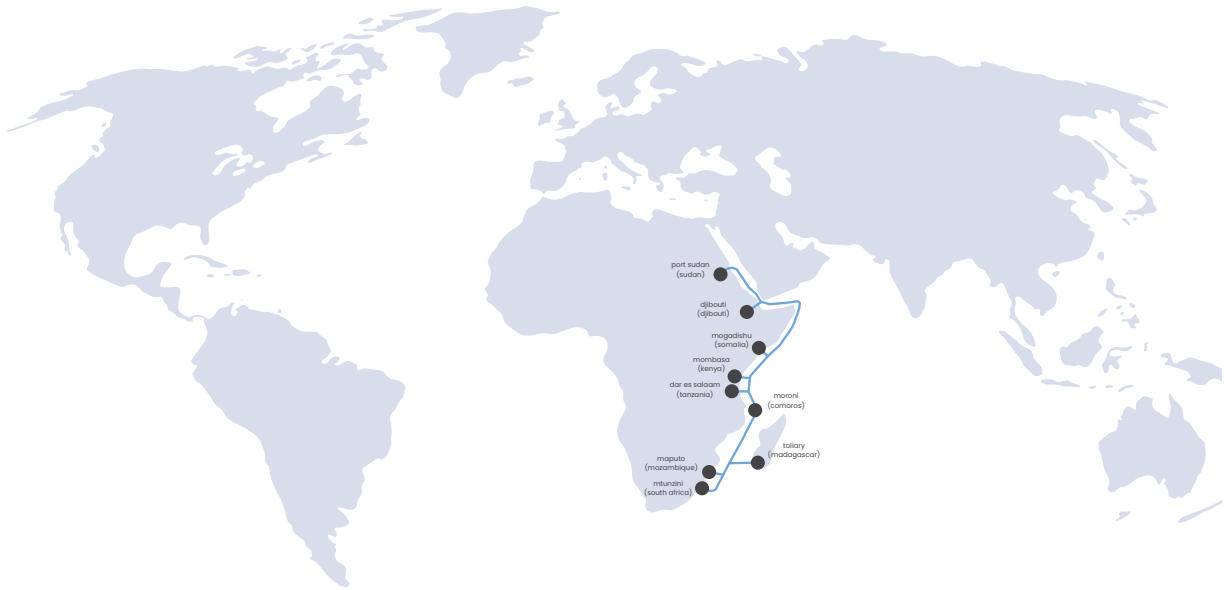 port sudan
(sudan)
djibouti
(djibouti)
mogadishu
(somalia)
mombasa
(kenya)
dar es salaam
(tanzania)
moroni
(comoros)
toliary
(madagascar)
maputo
(mozambique)
mtunzini
(south africa)